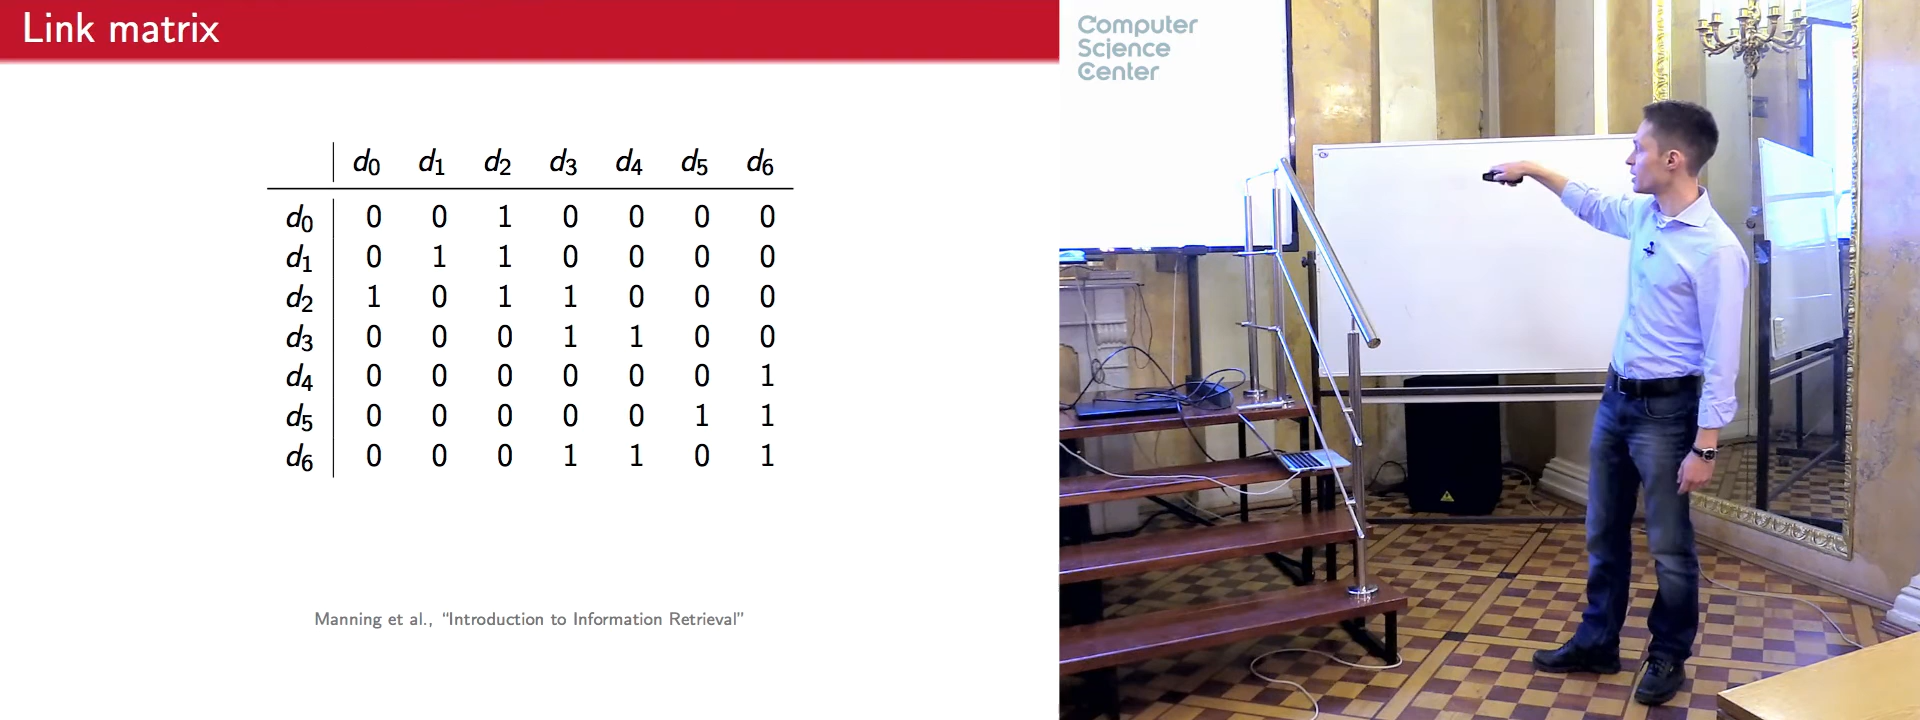 Link matrix
d0 d1 d2 d3 d4 d5 d6
d0 0 0 1 0 0 0 0
d1 0 1 1 0 0 0 0
d2 1 0 1 1 0 0 0
d3 0 0 0 1 1 0 0
d4 0 0 0 0 0 0 1
d5 0 0 0 0 0 1 1
d6 0 0 0 1 1 0 1
Manning et al., “Introduction to Information Retrieval”
Computer
Science
Center